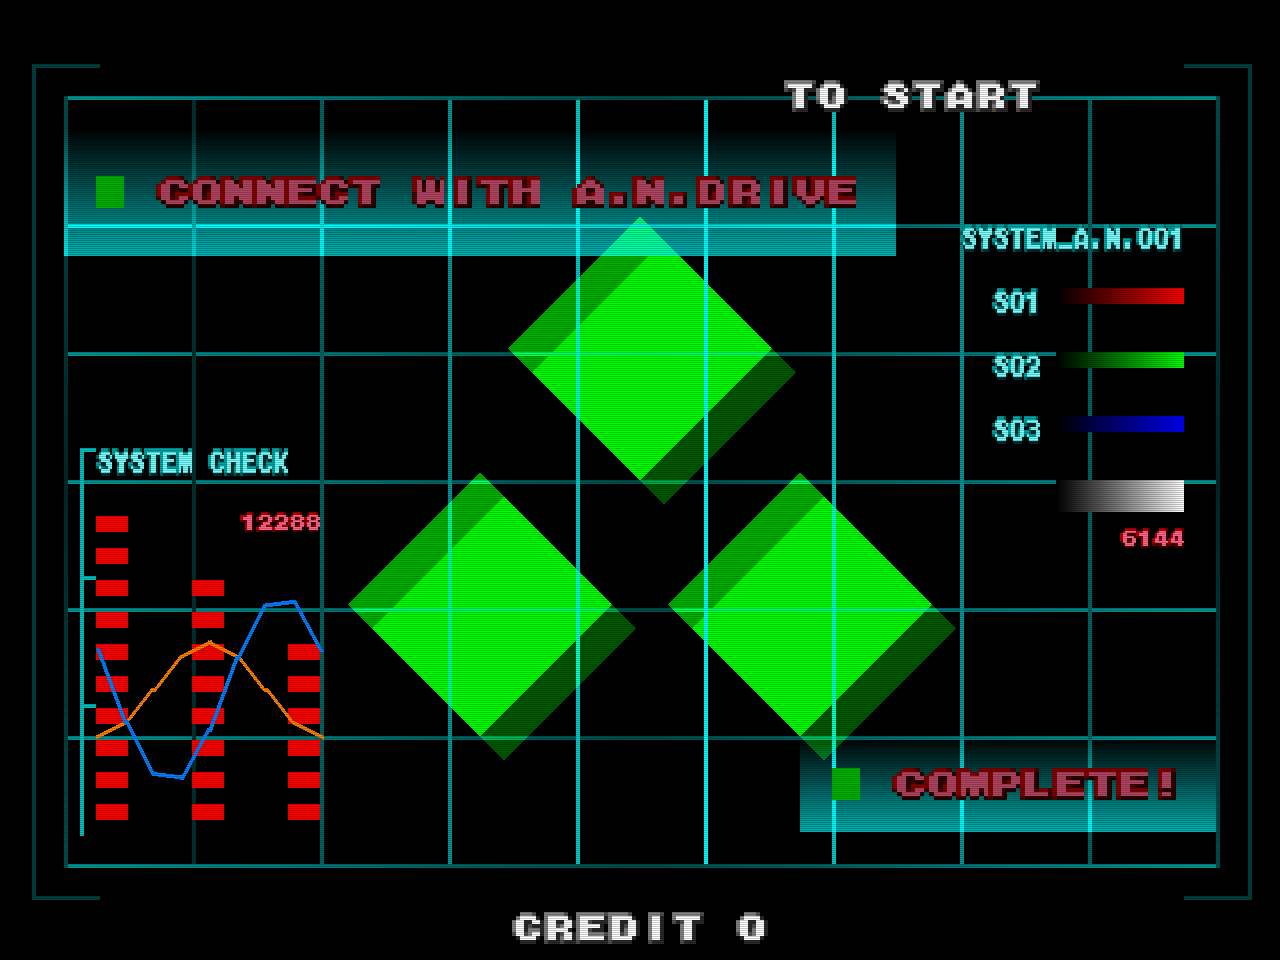 TO START
CONNECT WITH A.N.DRIVE
SYSTEM_A.N.001
S01
S02
S03
6144
SYSTEM CHECK
12288
COMPLETE!
CREDIT 0